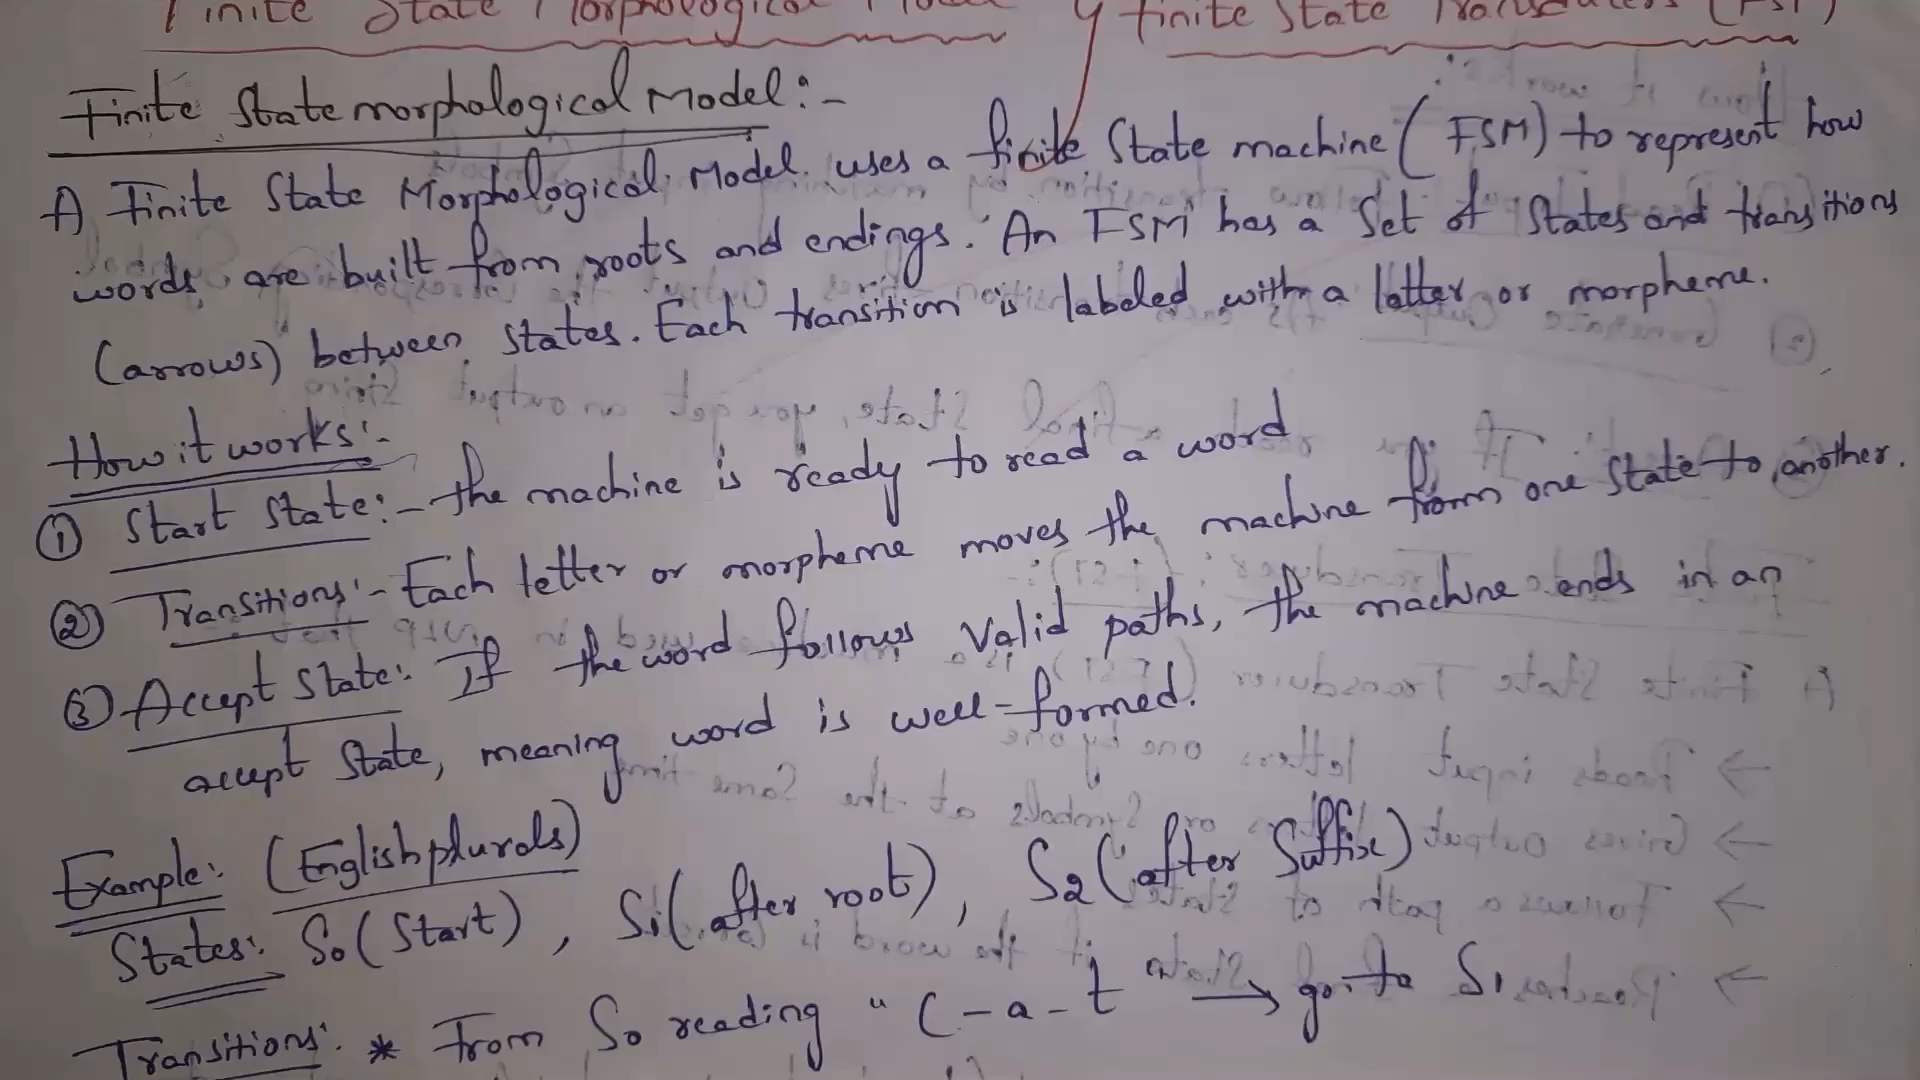 Finite State Morphological Model y Finite State Transducers (FST)
Finite State morphological Model:-
A Finite State Morphological Model uses a finite State machine (FSM) to represent how
words are built from roots and endings. An FSM has a Set of States and transitions
(arrows) between states. Each transition is labeled with a latter or morpheme.
How it works:-
① Start State:- the machine is ready to read a word
② Transitions:- Each letter or morpheme moves the machine from one State to another.
③ Accept State: If the word follows valid paths, the machine ends in an
accept State, meaning word is well-formed.
Example: (English plurals)
States: S0 (Start), S1 (after root), S2 (after Suffix)
Transitions: * From S0 reading "C-a-t" → go to S1